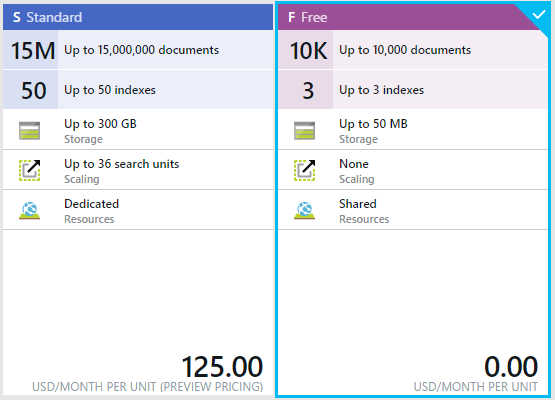 S Standard
15M Up to 15,000,000 documents
50 Up to 50 indexes
Up to 300 GB
Storage
Up to 36 search units
Scaling
Dedicated
Resources
125.00
USD/MONTH PER UNIT (PREVIEW PRICING)
F Free
10K Up to 10,000 documents
3 Up to 3 indexes
Up to 50 MB
Storage
None
Scaling
Shared
Resources
0.00
USD/MONTH PER UNIT